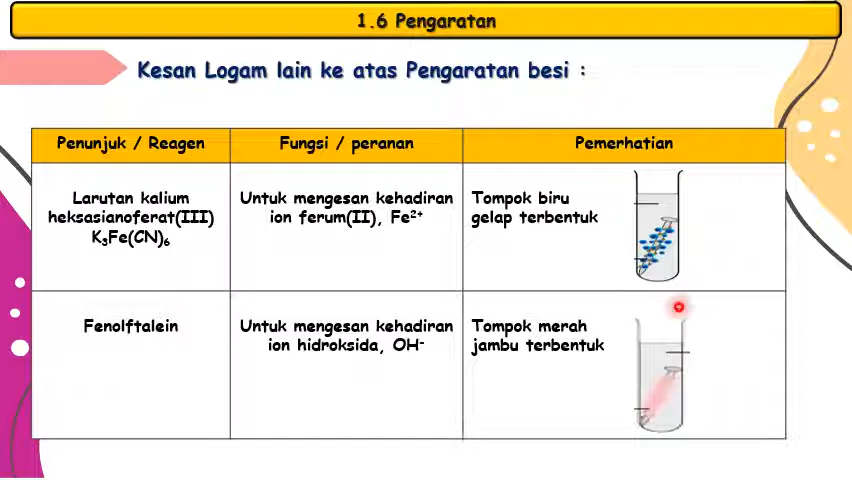 1.6 Pengaratan
Kesan Logam lain ke atas Pengaratan besi :
Penunjuk / Reagen
Fungsi / peranan
Pemerhatian
Larutan kalium
heksasianoferat(III)
K₃Fe(CN)₆
Untuk mengesan kehadiran
ion ferum(II), Fe²⁺
Tompok biru
gelap terbentuk
Fenolftalein
Untuk mengesan kehadiran
ion hidroksida, OH⁻
Tompok merah
jambu terbentuk